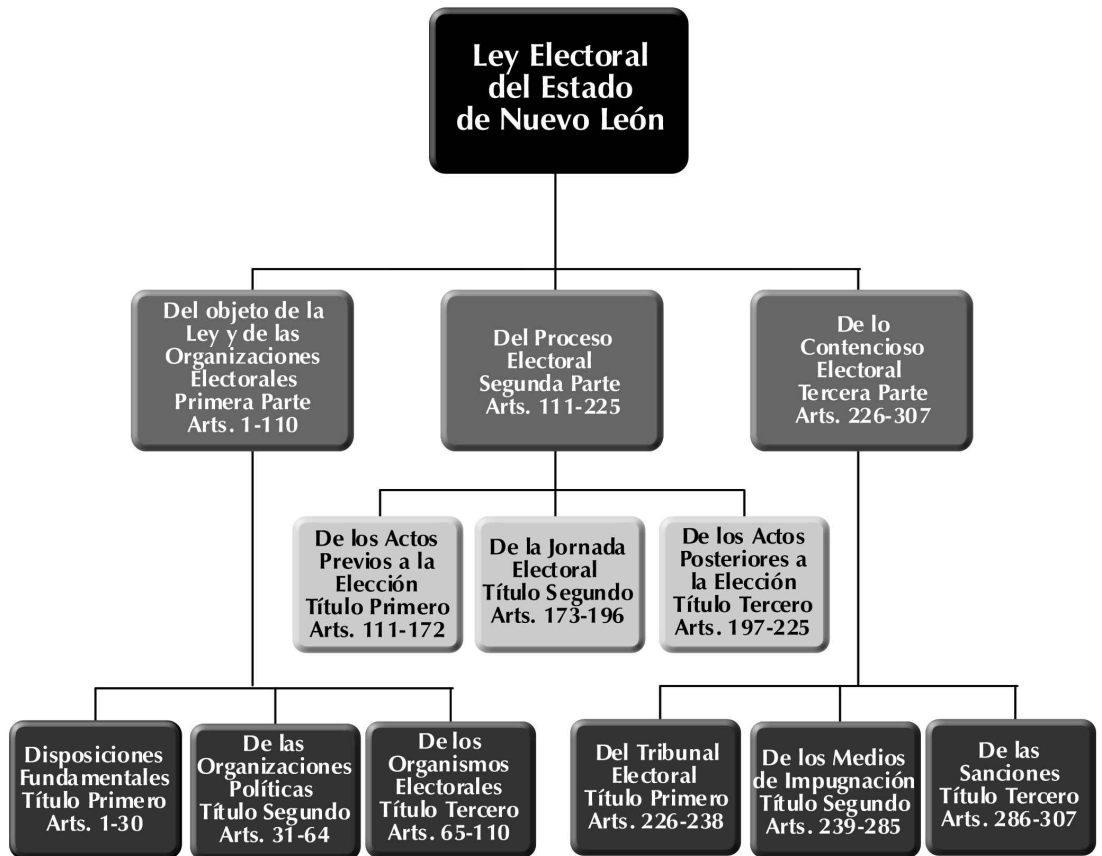 Ley Electoral
del Estado
de Nuevo León
Del objeto de la
Ley y de las
Organizaciones
Electorales
Primera Parte
Arts. 1-110
Del Proceso
Electoral
Segunda Parte
Arts. 111-225
De lo
Contencioso
Electoral
Tercera Parte
Arts. 226-307
De los Actos
Previos a la
Elección
Título Primero
Arts. 111-172
De la Jornada
Electoral
Título Segundo
Arts. 173-196
De los Actos
Posteriores a
la Elección
Título Tercero
Arts. 197-225
Disposiciones
Fundamentales
Título Primero
Arts. 1-30
De las
Organizaciones
Políticas
Título Segundo
Arts. 31-64
De los
Organismos
Electorales
Título Tercero
Arts. 65-110
Del Tribunal
Electoral
Título Primero
Arts. 226-238
De los Medios
de Impugnación
Título Segundo
Arts. 239-285
De las
Sanciones
Título Tercero
Arts. 286-307